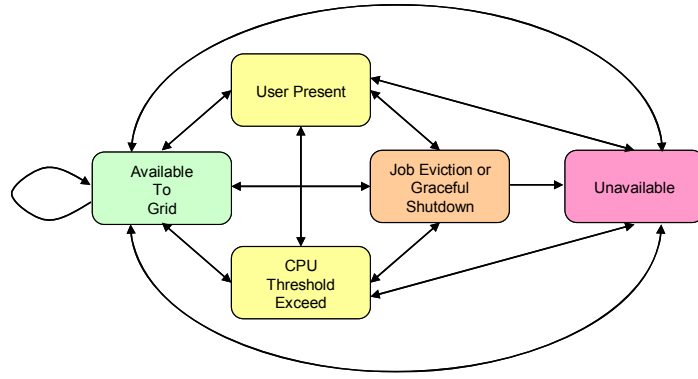 User Present
Available
To
Grid
Job Eviction or
Graceful
Shutdown
Unavailable
CPU
Threshold
Exceed